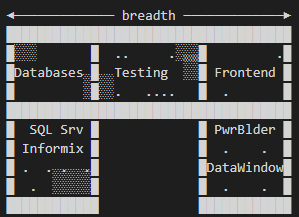 breadth
Databases Testing Frontend
SQL Srv PwrBlder
Informix
DataWindow